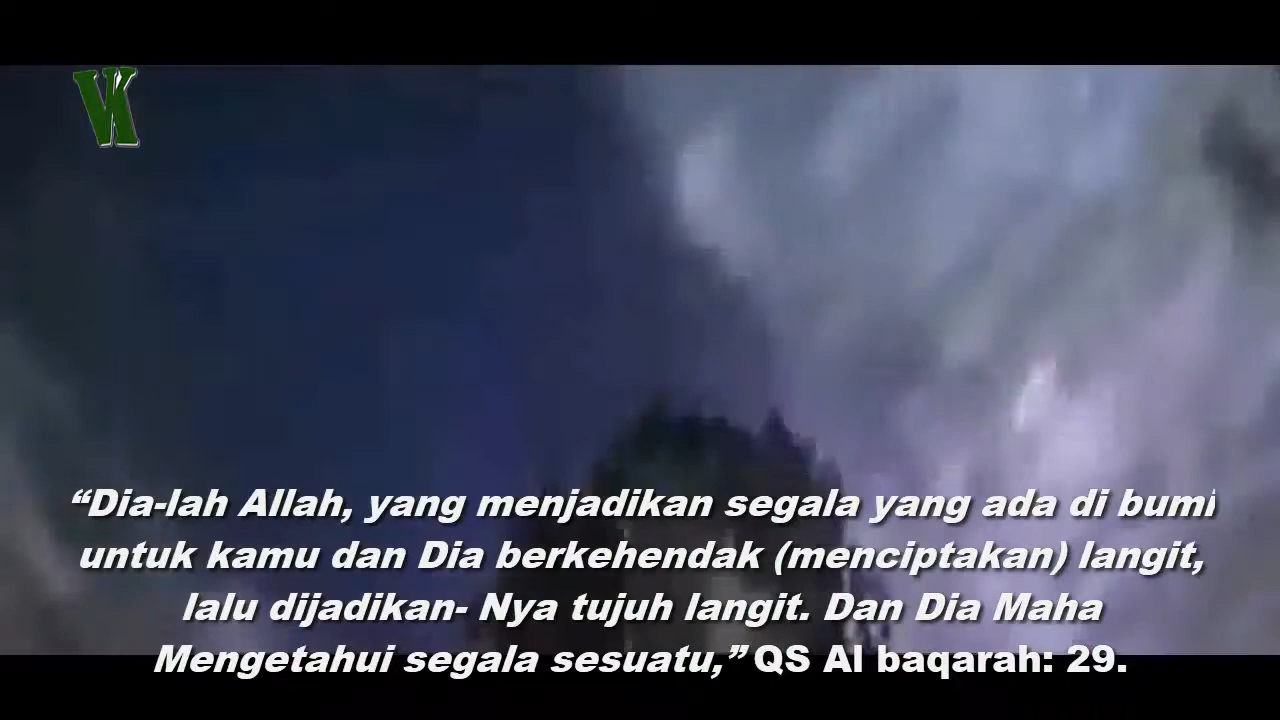 VK
“Dia-lah Allah, yang menjadikan segala yang ada di bumi
untuk kamu dan Dia berkehendak (menciptakan) langit,
lalu dijadikan- Nya tujuh langit. Dan Dia Maha
Mengetahui segala sesuatu,” QS Al baqarah: 29.